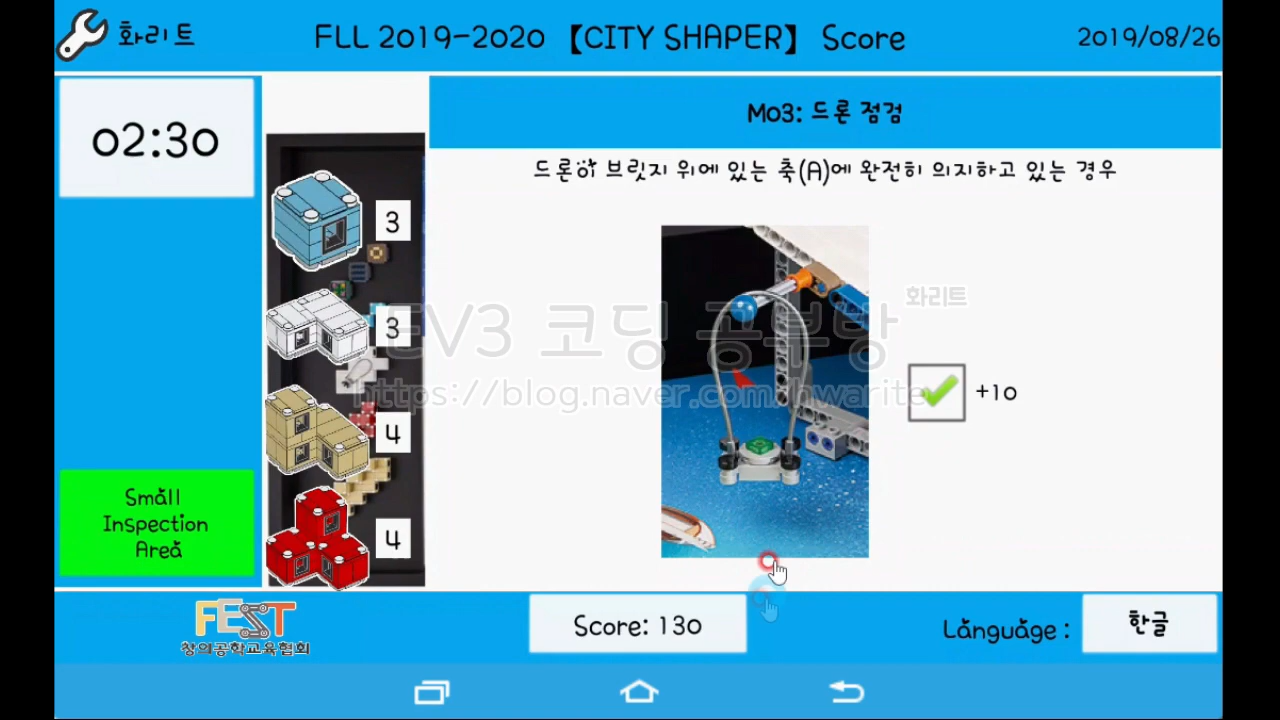 화리트
FLL 2019-2020 【CITY SHAPER】 Score
2019/08/26
02:30
M03: 드론 점검
드론이 브릿지 위에 있는 축(A)에 완전히 의지하고 있는 경우
3
3
4
4
화리트
EV3 코딩 공부방
https://blog.naver.com/hwarite
+10
Small
Inspection
Area
FEST
창의공학교육협회
Score: 130
Language :
한글